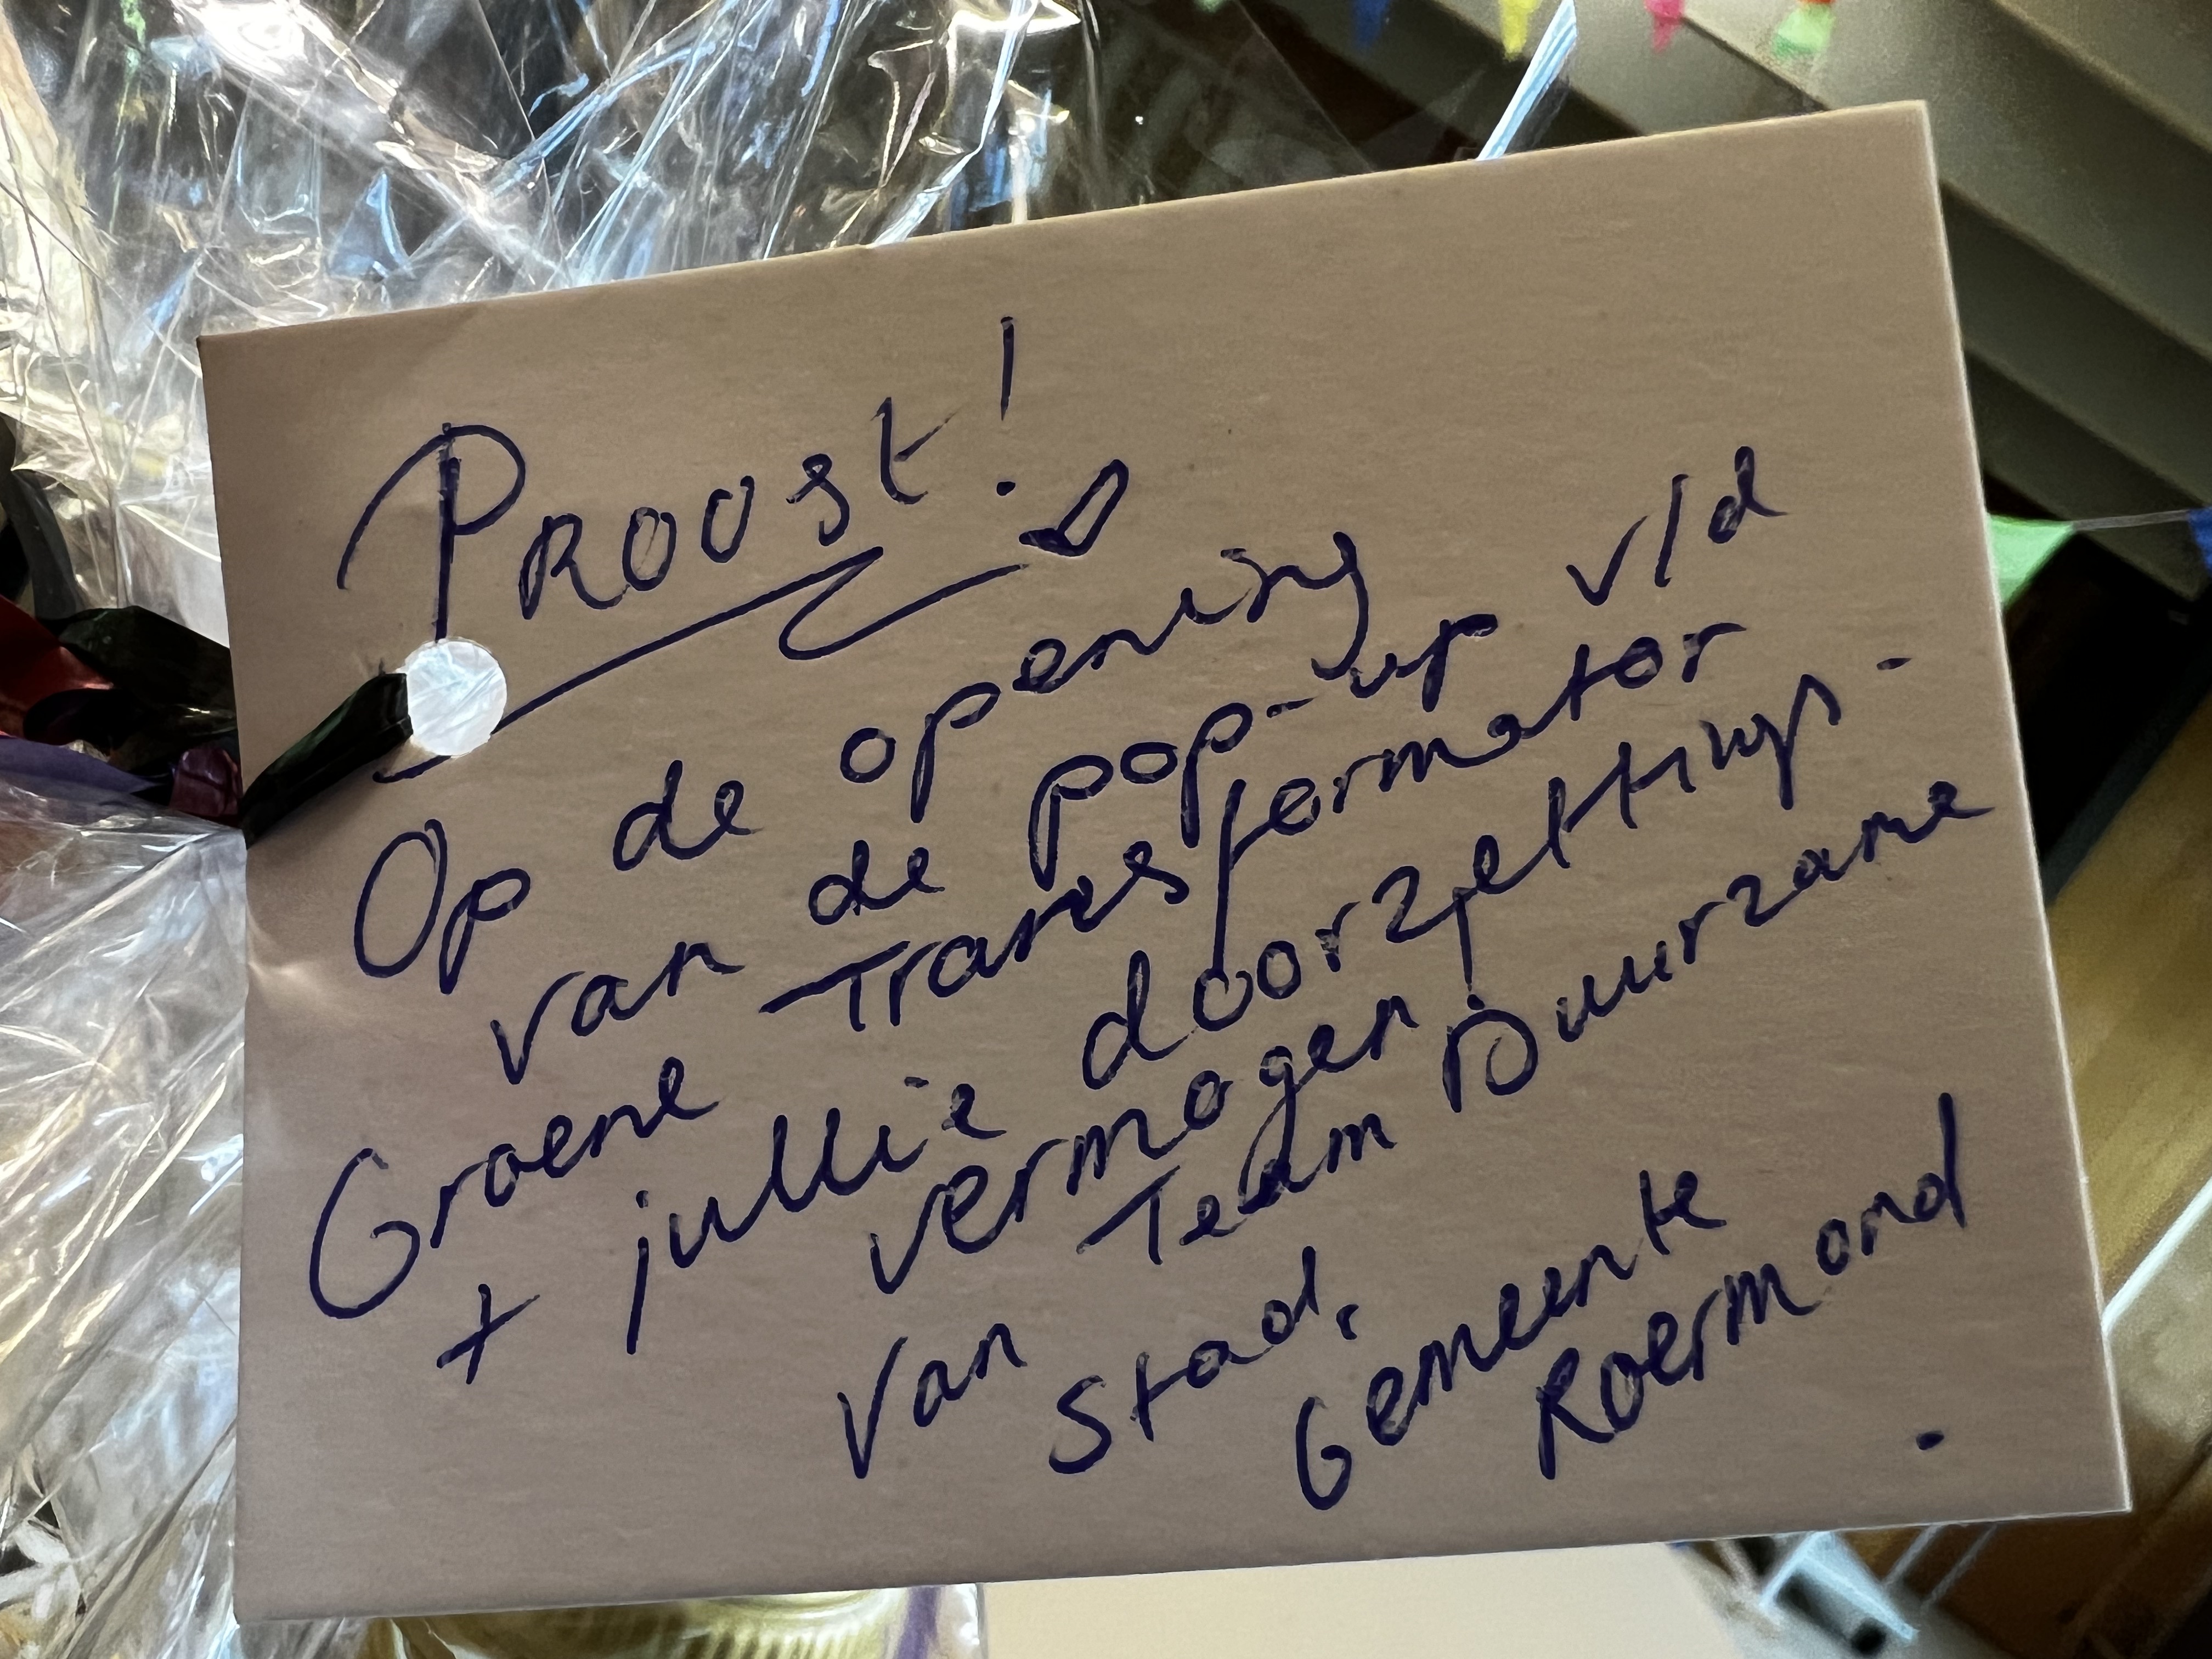 PROOST!
Op de opening
van de pop-up v/d
Groene Transformator
+ jullie doorzettings-
vermogen!
Van Team Duurzame
stad,
Gemeente
Roermond